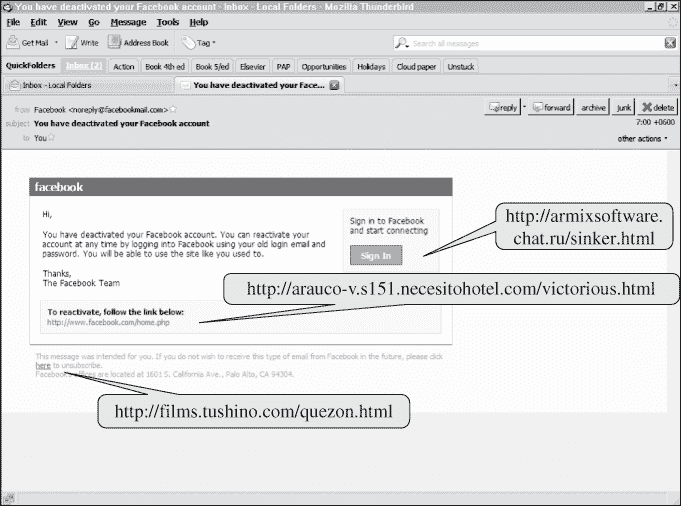 You have deactivated your Facebook account - Inbox - Local Folders - Mozilla Thunderbird
File Edit View Go Message Tools Help
Get Mail Write Address Book Tag Search all messages
QuickFolders Inbox [2] Action Book 4th ed Book 5/ed Elsevier PAP Opportunities Holidays Cloud paper Unstuck
Inbox - Local Folders You have deactivated your Face...
from Facebook <noreply@facebookmail.com> reply forward archive junk delete
subject You have deactivated your Facebook account 7:00 +0600
to You other actions
facebook
Hi,
You have deactivated your Facebook account. You can reactivate your
account at any time by logging into Facebook using your old login email and
password. You will be able to use the site like you used to.
Thanks,
The Facebook Team
Sign in to Facebook
and start connecting
Sign In
http://armixsoftware.
chat.ru/sinker.html
http://arauco-v.s151.necesitohotel.com/victorious.html
To reactivate, follow the link below:
http://www.facebook.com/home.php
This message was intended for you. If you do not wish to receive this type of email from Facebook in the future, please click
here to unsubscribe.
Facebook's offices are located at 1601 S. California Ave., Palo Alto, CA 94304.
http://films.tushino.com/quezon.html